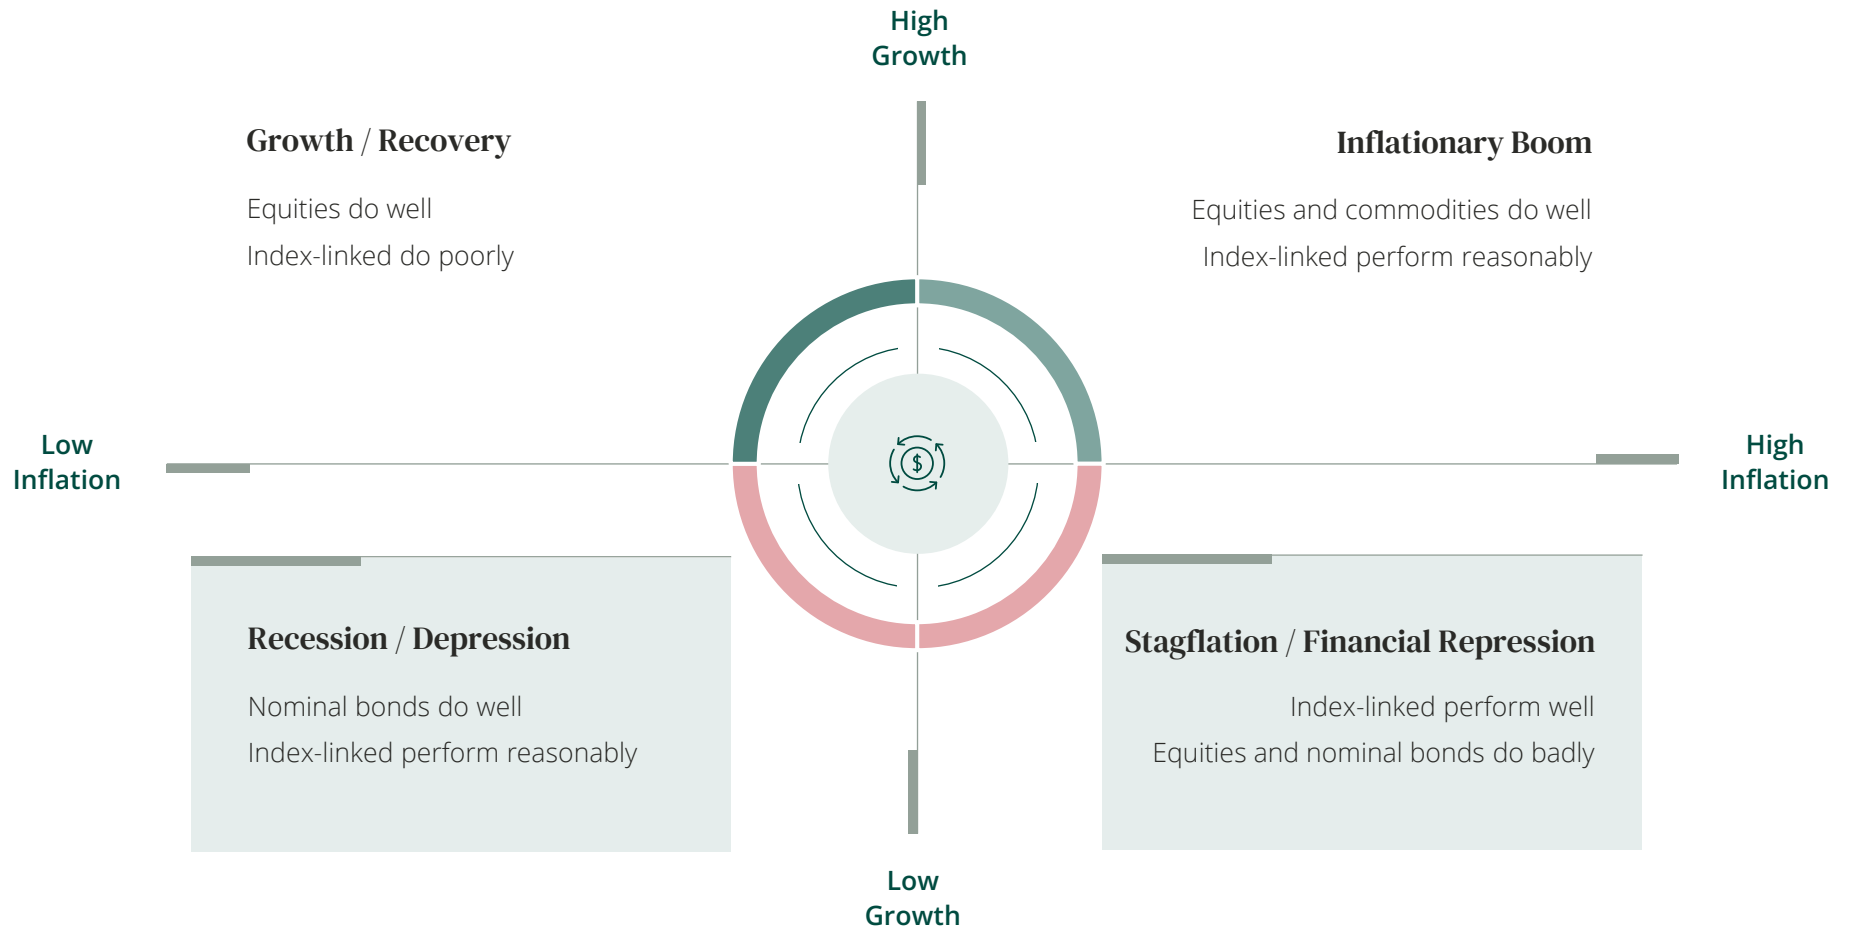 High
Growth
Growth / Recovery
Equities do well
Index-linked do poorly
Inflationary Boom
Equities and commodities do well
Index-linked perform reasonably
Low
Inflation
$
High
Inflation
Recession / Depression
Nominal bonds do well
Index-linked perform reasonably
Stagflation / Financial Repression
Index-linked perform well
Equities and nominal bonds do badly
Low
Growth